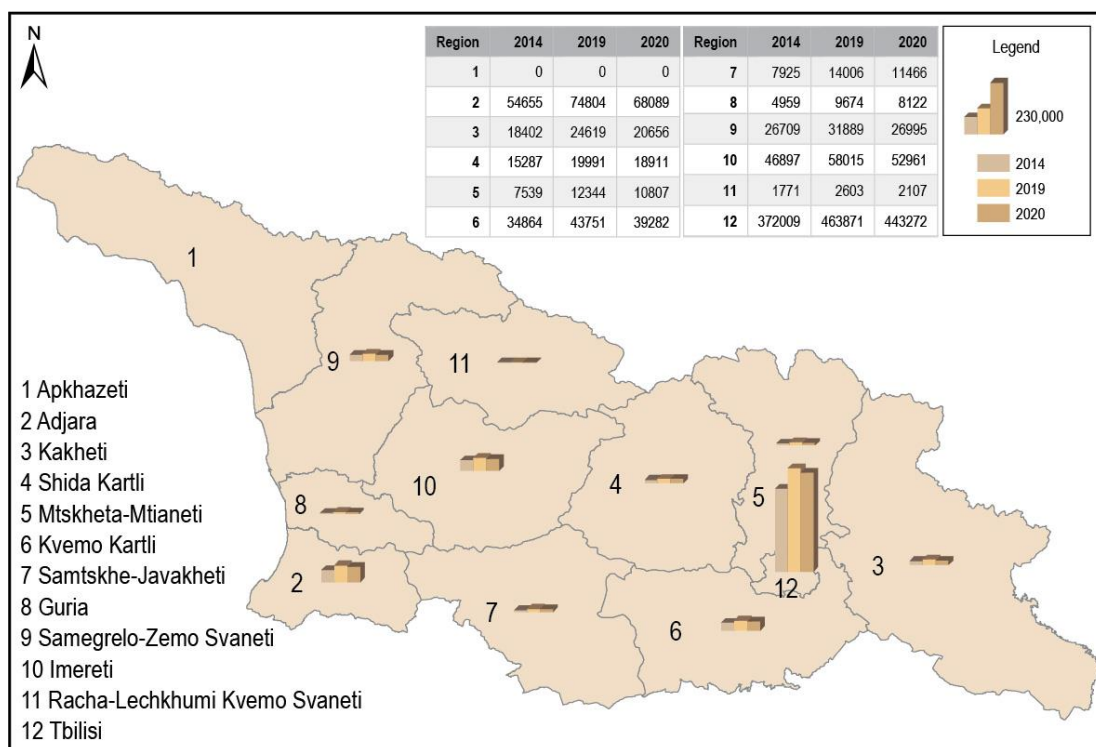 N
Region 2014 2019 2020
1 0 0 0
2 54655 74804 68089
3 18402 24619 20656
4 15287 19991 18911
5 7539 12344 10807
6 34864 43751 39282
Region 2014 2019 2020
7 7925 14006 11466
8 4959 9674 8122
9 26709 31889 26995
10 46897 58015 52961
11 1771 2603 2107
12 372009 463871 443272
Legend
230,000
2014
2019
2020
1
9
11
10
4
5
8
2
12
3
7
6
1 Apkhazeti
2 Adjara
3 Kakheti
4 Shida Kartli
5 Mtskheta-Mtianeti
6 Kvemo Kartli
7 Samtskhe-Javakheti
8 Guria
9 Samegrelo-Zemo Svaneti
10 Imereti
11 Racha-Lechkhumi Kvemo Svaneti
12 Tbilisi